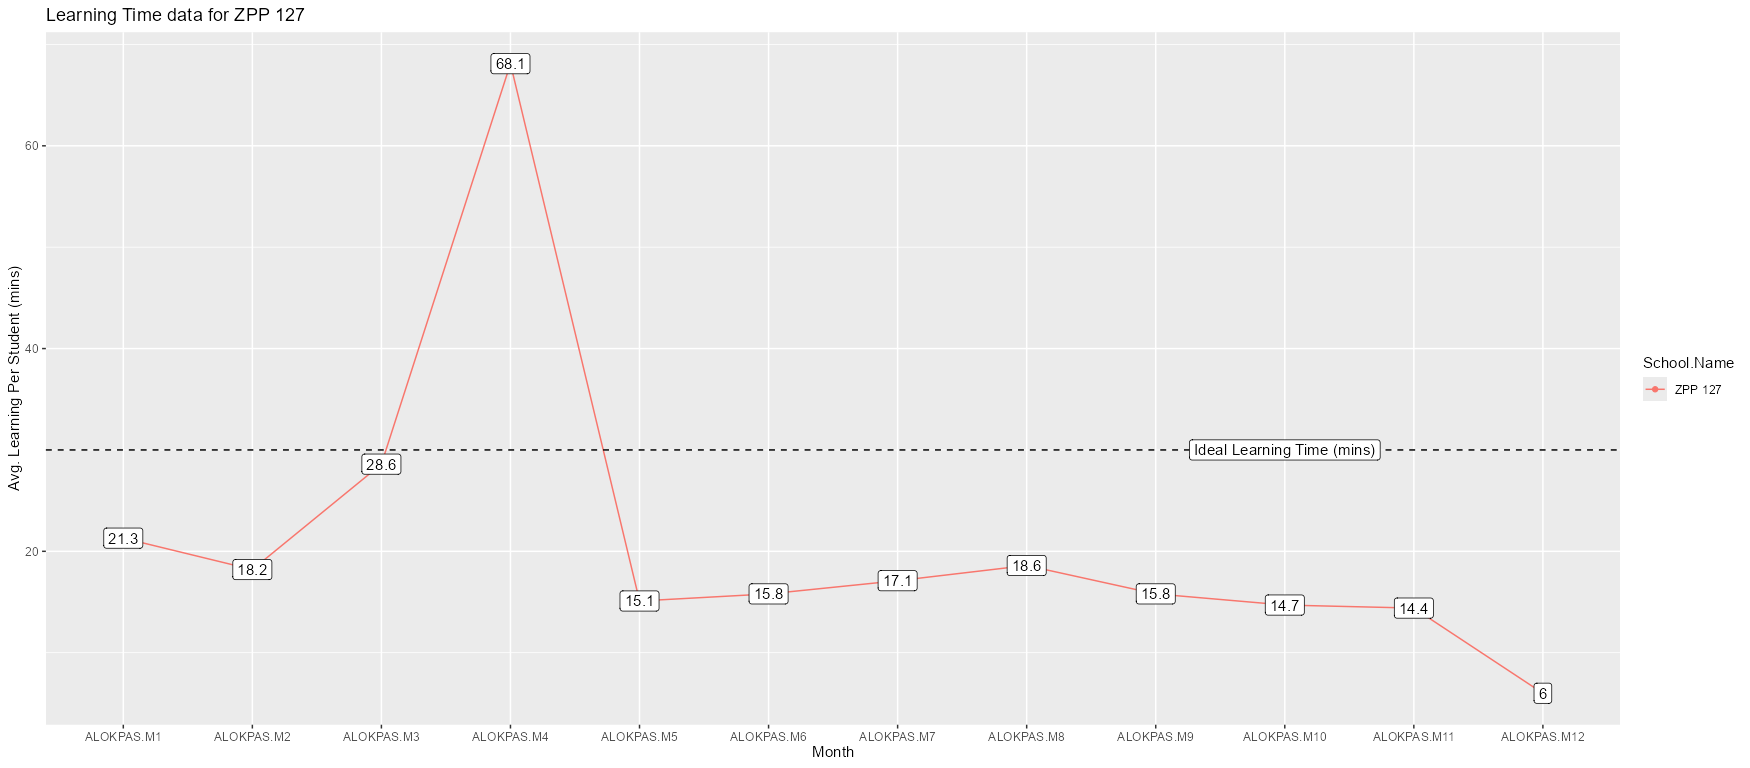 Learning Time data for ZPP 127
68.1
60
40
Ideal Learning Time (mins)
28.6
21.3
20
18.2
15.1
15.8
17.1
18.6
15.8
14.7
14.4
6
Avg. Learning Per Student (mins)
ALOKPAS.M1 ALOKPAS.M2 ALOKPAS.M3 ALOKPAS.M4 ALOKPAS.M5 ALOKPAS.M6 ALOKPAS.M7 ALOKPAS.M8 ALOKPAS.M9 ALOKPAS.M10 ALOKPAS.M11 ALOKPAS.M12
Month
School.Name
ZPP 127